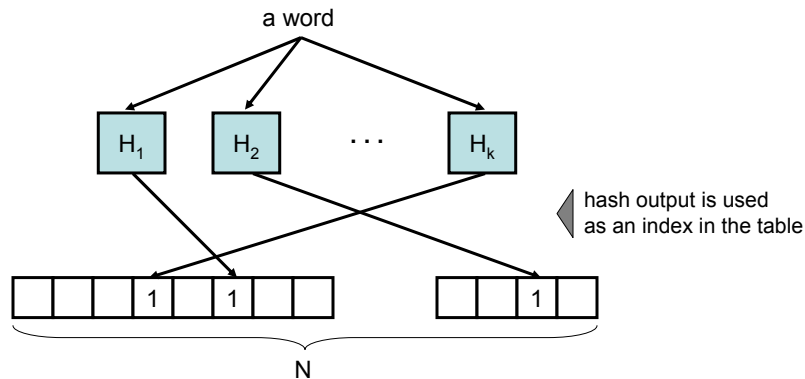 a word
H1 H2 . . . Hk
hash output is used
as an index in the table
1 1 1
N